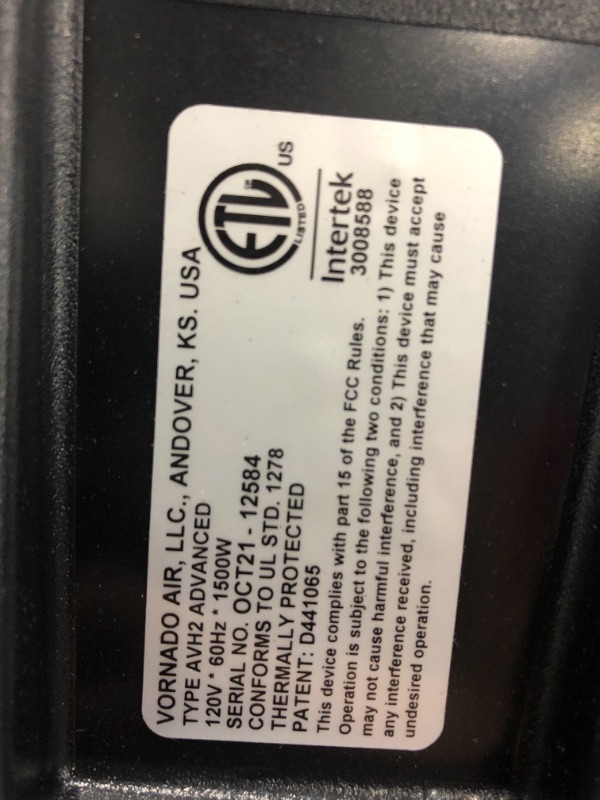 VORNADO AIR, LLC., ANDOVER, KS. USA
TYPE AVH2 ADVANCED
120V * 60Hz * 1500W
SERIAL NO. OCT21 - 12584
CONFORMS TO UL STD. 1278
THERMALLY PROTECTED
PATENT: D441065
ETL
LISTED
US
Intertek
3008588
This device complies with part 15 of the FCC Rules.
Operation is subject to the following two conditions: 1) This device
may not cause harmful interference, and 2) This device must accept
any interference received, including interference that may cause
undesired operation.